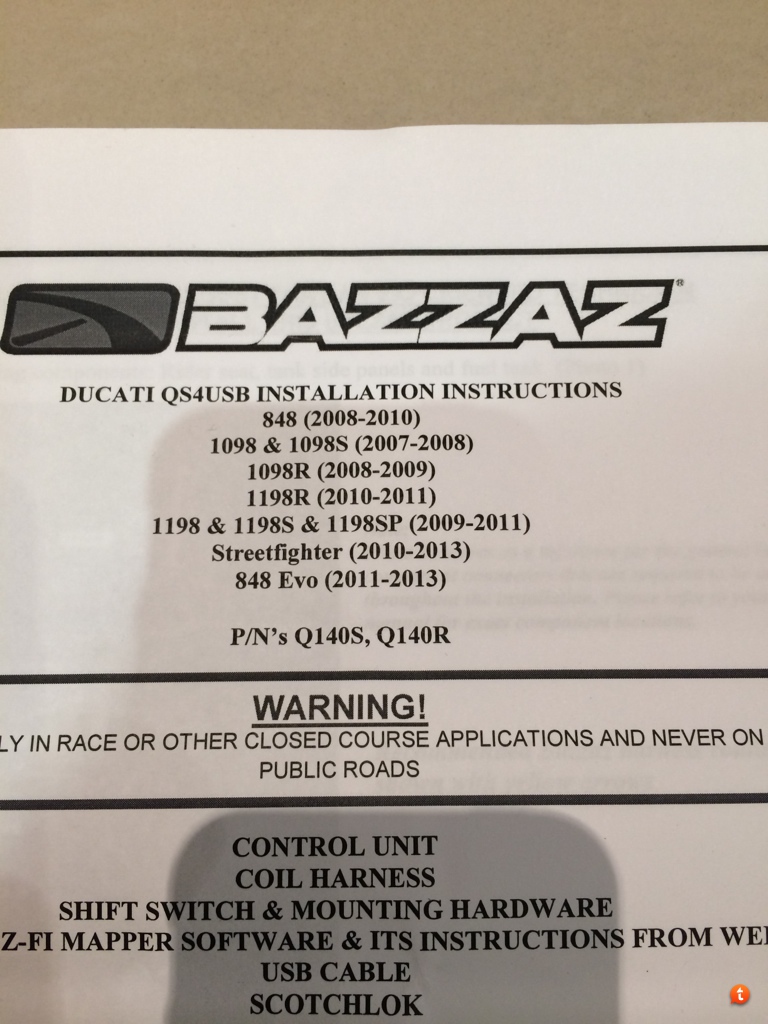 BAZZAZ®
DUCATI QS4USB INSTALLATION INSTRUCTIONS
848 (2008-2010)
1098 & 1098S (2007-2008)
1098R (2008-2009)
1198R (2010-2011)
1198 & 1198S & 1198SP (2009-2011)
Streetfighter (2010-2013)
848 Evo (2011-2013)
P/N’s Q140S, Q140R
WARNING!
LY IN RACE OR OTHER CLOSED COURSE APPLICATIONS AND NEVER ON
PUBLIC ROADS
CONTROL UNIT
COIL HARNESS
SHIFT SWITCH & MOUNTING HARDWARE
Z-FI MAPPER SOFTWARE & ITS INSTRUCTIONS FROM WE
USB CABLE
SCOTCHLOK